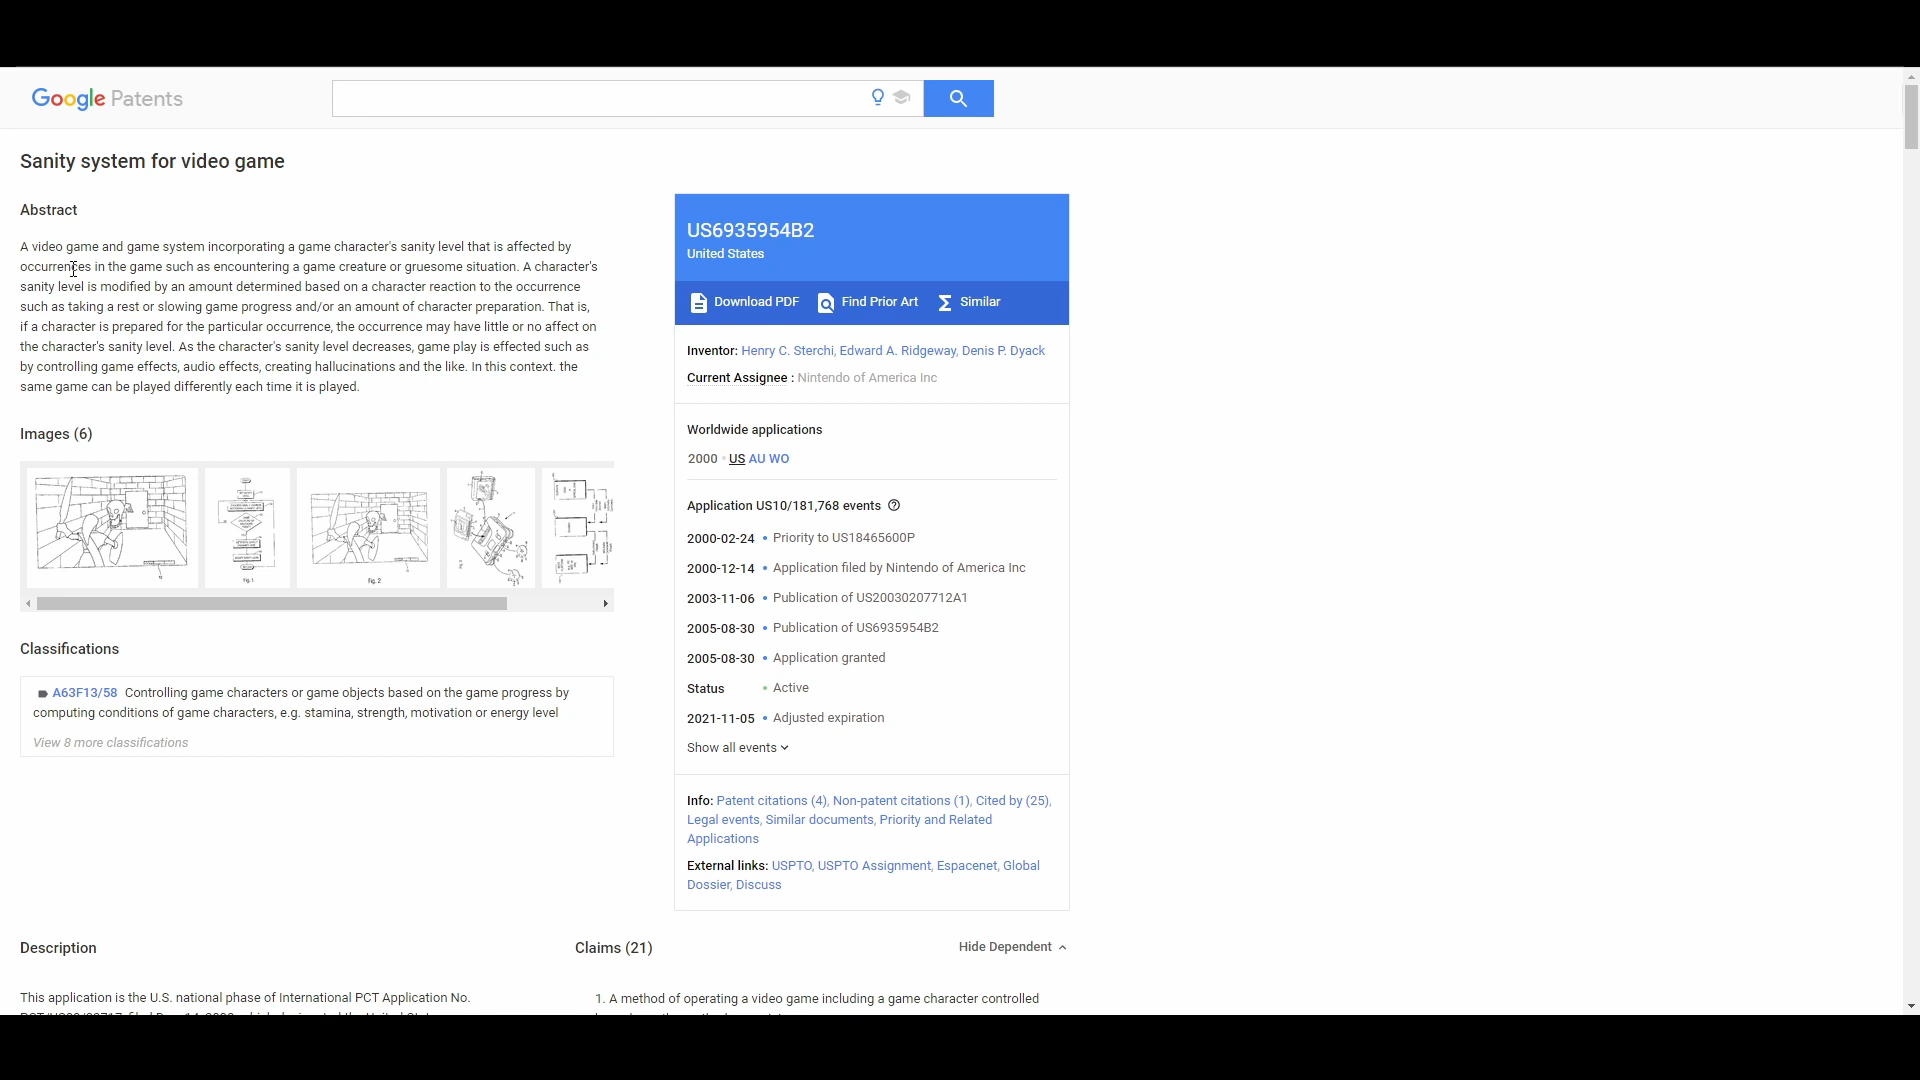 Google Patents
Sanity system for video game
Abstract
A video game and game system incorporating a game character's sanity level that is affected by
occurrences in the game such as encountering a game creature or gruesome situation. A character's
sanity level is modified by an amount determined based on a character reaction to the occurrence
such as taking a rest or slowing game progress and/or an amount of character preparation. That is,
if a character is prepared for the particular occurrence, the occurrence may have little or no affect on
the character's sanity level. As the character's sanity level decreases, game play is effected such as
by controlling game effects, audio effects, creating hallucinations and the like. In this context. the
same game can be played differently each time it is played.
Images (6)
Fig. 1
Fig. 2
Classifications
A63F13/58 Controlling game characters or game objects based on the game progress by
computing conditions of game characters, e.g. stamina, strength, motivation or energy level
View 8 more classifications
US6935954B2
United States
Download PDF Find Prior Art Similar
Inventor: Henry C. Sterchi, Edward A. Ridgeway, Denis P. Dyack
Current Assignee : Nintendo of America Inc
Worldwide applications
2000 US AU WO
Application US10/181,768 events
2000-02-24 • Priority to US18465600P
2000-12-14 • Application filed by Nintendo of America Inc
2003-11-06 • Publication of US20030207712A1
2005-08-30 • Publication of US6935954B2
2005-08-30 • Application granted
Status • Active
2021-11-05 • Adjusted expiration
Show all events
Info: Patent citations (4), Non-patent citations (1), Cited by (25),
Legal events, Similar documents, Priority and Related
Applications
External links: USPTO, USPTO Assignment, Espacenet, Global
Dossier, Discuss
Description
This application is the U.S. national phase of International PCT Application No.
Claims (21)
Hide Dependent
1. A method of operating a video game including a game character controlled